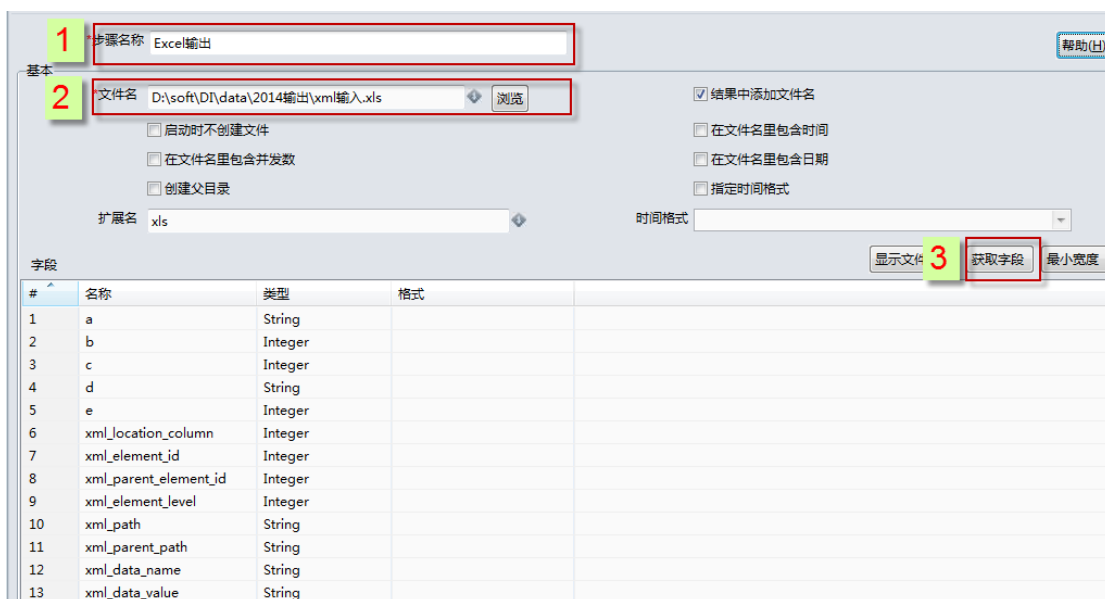 1
*步骤名称 Excel输出
帮助(H)
基本
2
*文件名 D:\soft\DI\data\2014输出\xml输入.xls 浏览 结果中添加文件名
启动时不创建文件 在文件名里包含时间
在文件名里包含并发数 在文件名里包含日期
创建父目录 指定时间格式
扩展名 xls 时间格式
字段 显示文件 3 获取字段 最小宽度
# 名称 类型 格式
1 a String
2 b Integer
3 c Integer
4 d String
5 e Integer
6 xml_location_column Integer
7 xml_element_id Integer
8 xml_parent_element_id Integer
9 xml_element_level Integer
10 xml_path String
11 xml_parent_path String
12 xml_data_name String
13 xml_data_value String